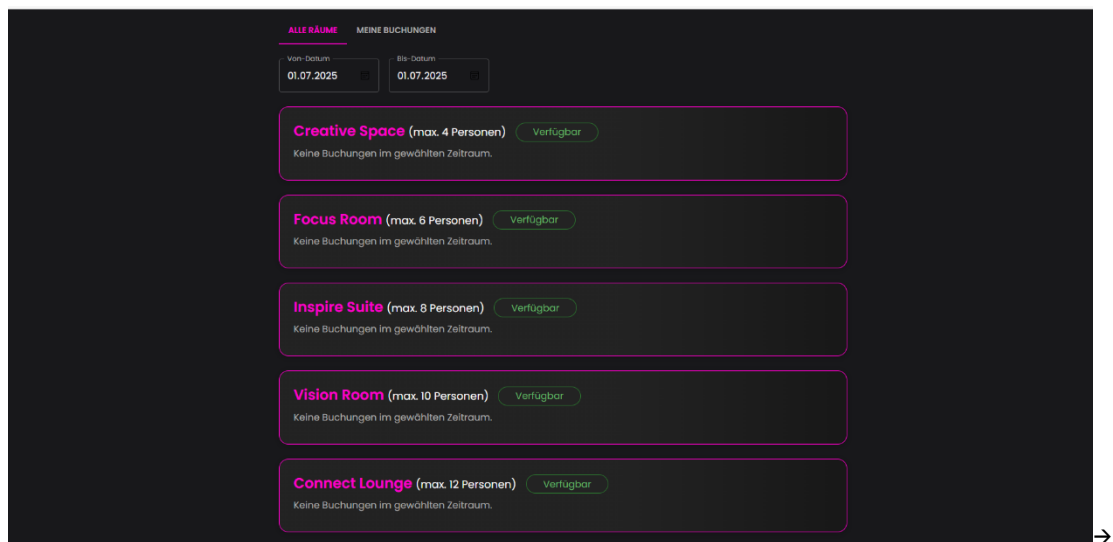 ALLE RÄUME MEINE BUCHUNGEN
Von-Datum Bis-Datum
01.07.2025 01.07.2025
Creative Space (max. 4 Personen) Verfügbar
Keine Buchungen im gewählten Zeitraum.
Focus Room (max. 6 Personen) Verfügbar
Keine Buchungen im gewählten Zeitraum.
Inspire Suite (max. 8 Personen) Verfügbar
Keine Buchungen im gewählten Zeitraum.
Vision Room (max. 10 Personen) Verfügbar
Keine Buchungen im gewählten Zeitraum.
Connect Lounge (max. 12 Personen) Verfügbar
Keine Buchungen im gewählten Zeitraum.
→